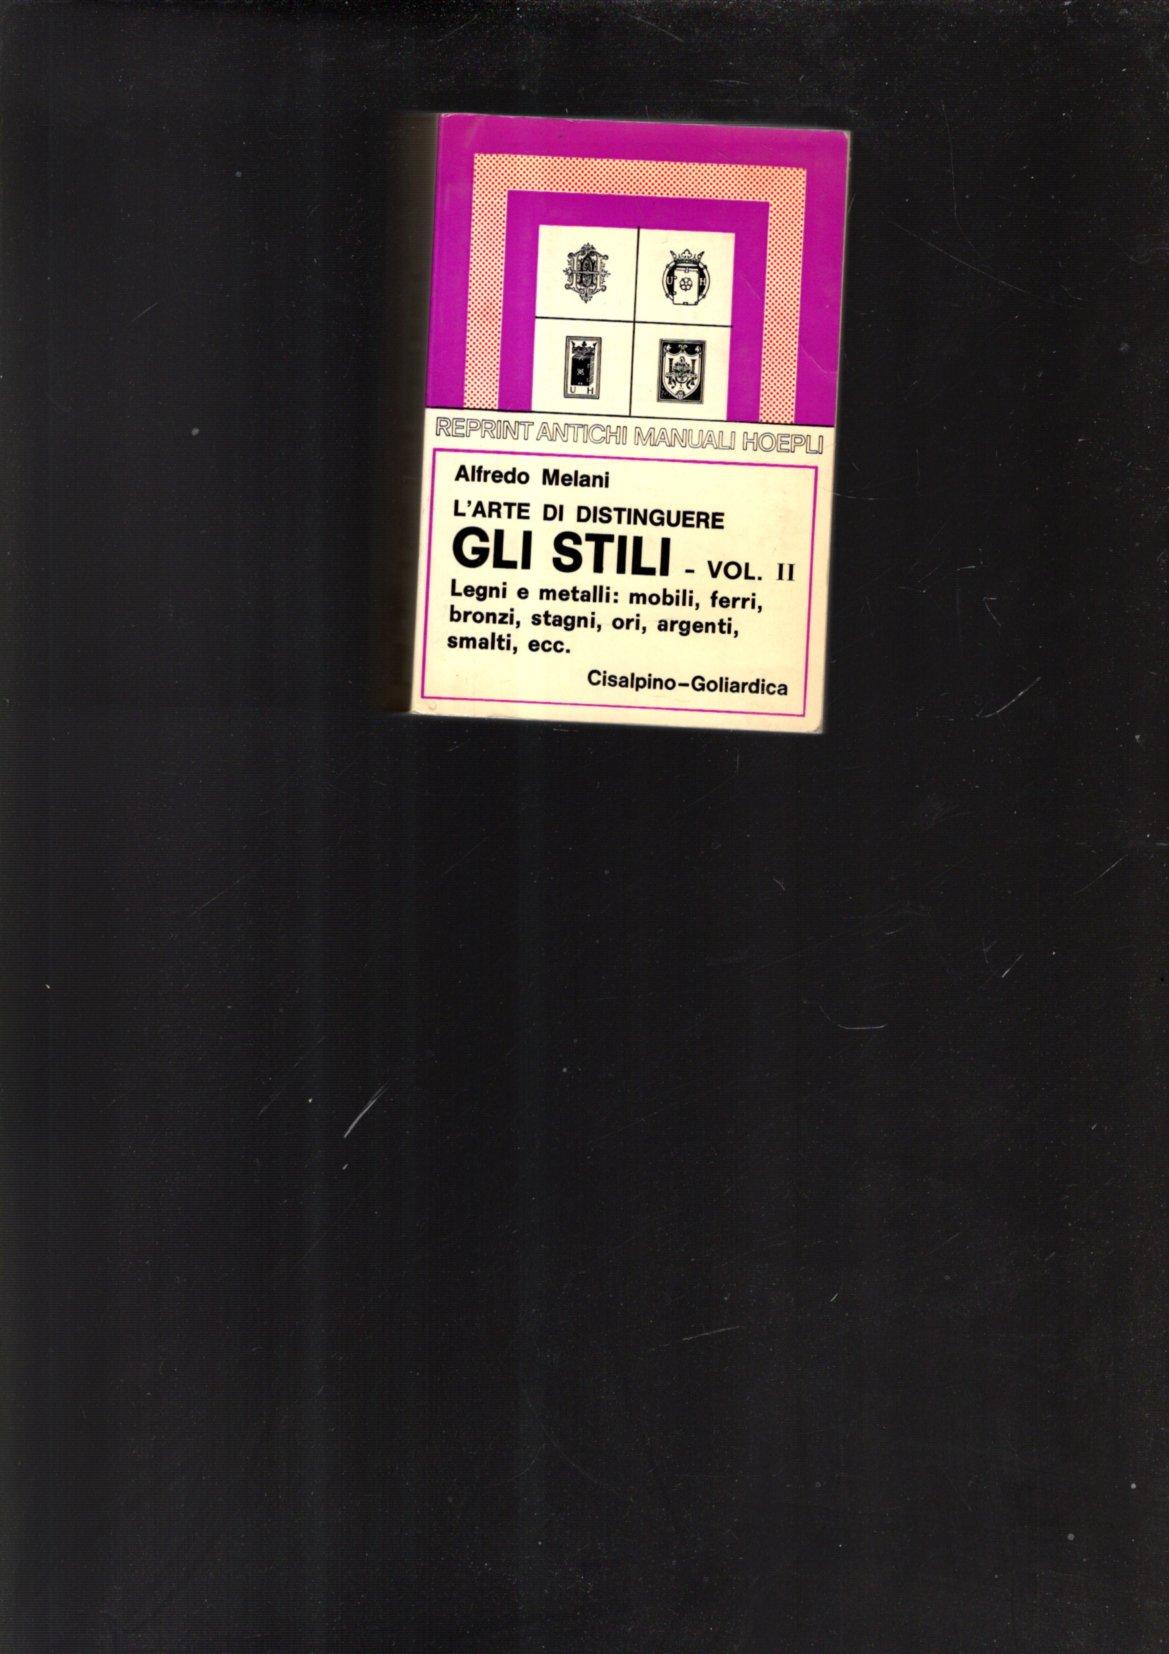 U H
U H
REPRINT ANTICHI MANUALI HOEPLI
Alfredo Melani
L'ARTE DI DISTINGUERE
GLI STILI - VOL. II
Legni e metalli: mobili, ferri,
bronzi, stagni, ori, argenti,
smalti, ecc.
Cisalpino-Goliardica